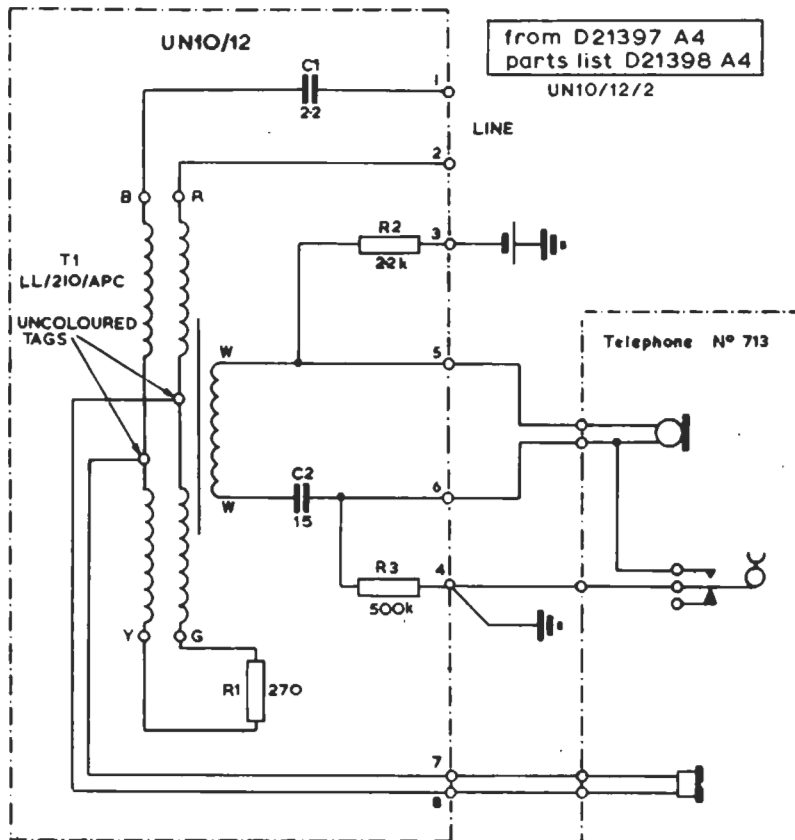 UN10/12
from D21397 A4
parts list D21398 A4
UN10/12/2
C1
2·2
1
LINE
2
B
R
R2
2·2k
3
T1
LL/210/APC
UNCOLOURED
TAGS
W
5
Telephone Nº 713
C2
15
W
6
R3
500k
4
Y
G
R1
270
7
8